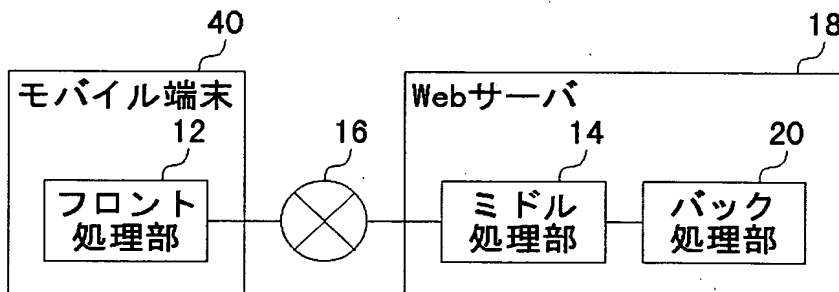 40
18
モバイル端末
Webサーバ
12
16
14
20
フロント
処理部
ミドル
処理部
バック
処理部